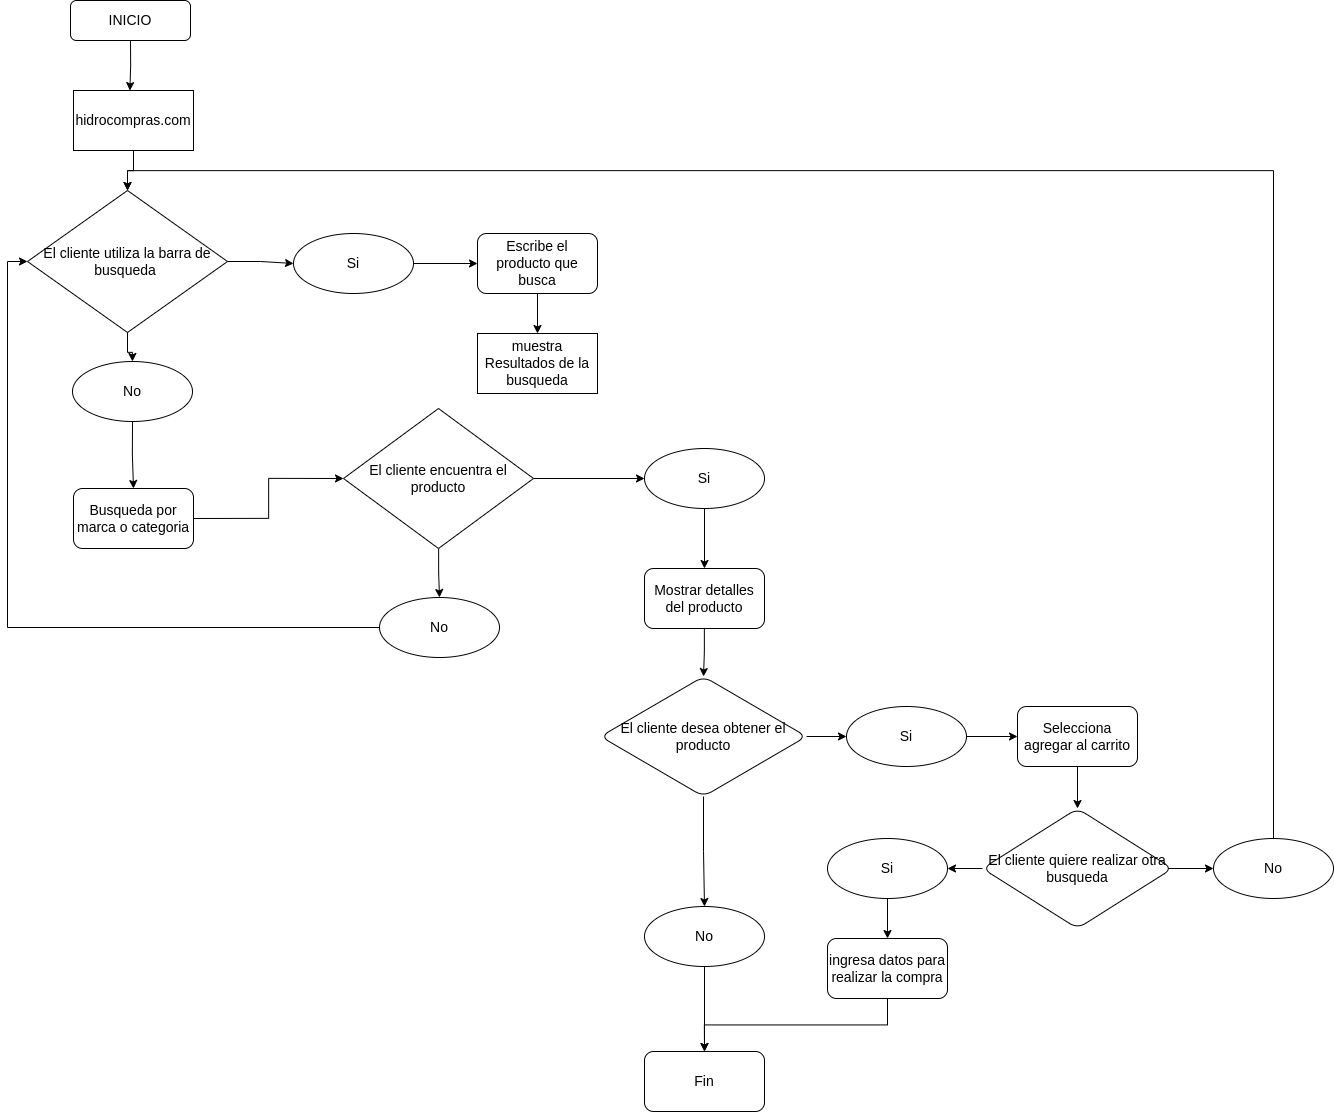 INICIO
hidrocompras.com
El cliente utiliza la barra de
busqueda
Si
Escribe el
producto que
busca
muestra
Resultados de la
busqueda
No
Busqueda por
marca o categoria
El cliente encuentra el
producto
Si
No
Mostrar detalles
del producto
El cliente desea obtener el
producto
Si
Selecciona
agregar al carrito
El cliente quiere realizar otra
busqueda
Si
No
No
ingresa datos para
realizar la compra
Fin